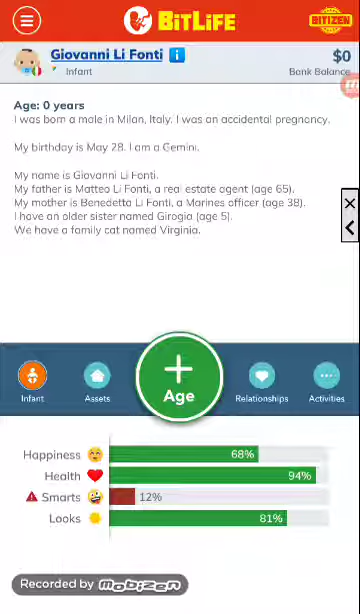 BitLife
BITIZEN
Giovanni Li Fonti i $0
Infant Bank Balance
Age: 0 years
I was born a male in Milan, Italy. I was an accidental pregnancy.
My birthday is May 28. I am a Gemini.
My name is Giovanni Li Fonti.
My father is Matteo Li Fonti, a real estate agent (age 65).
My mother is Benedetta Li Fonti, a Marines officer (age 38).
I have an older sister named Girogia (age 5).
We have a family cat named Virginia.
Infant Assets + Age Relationships Activities
Happiness 68%
Health 94%
Smarts 12%
Looks 81%
Recorded by mobizen